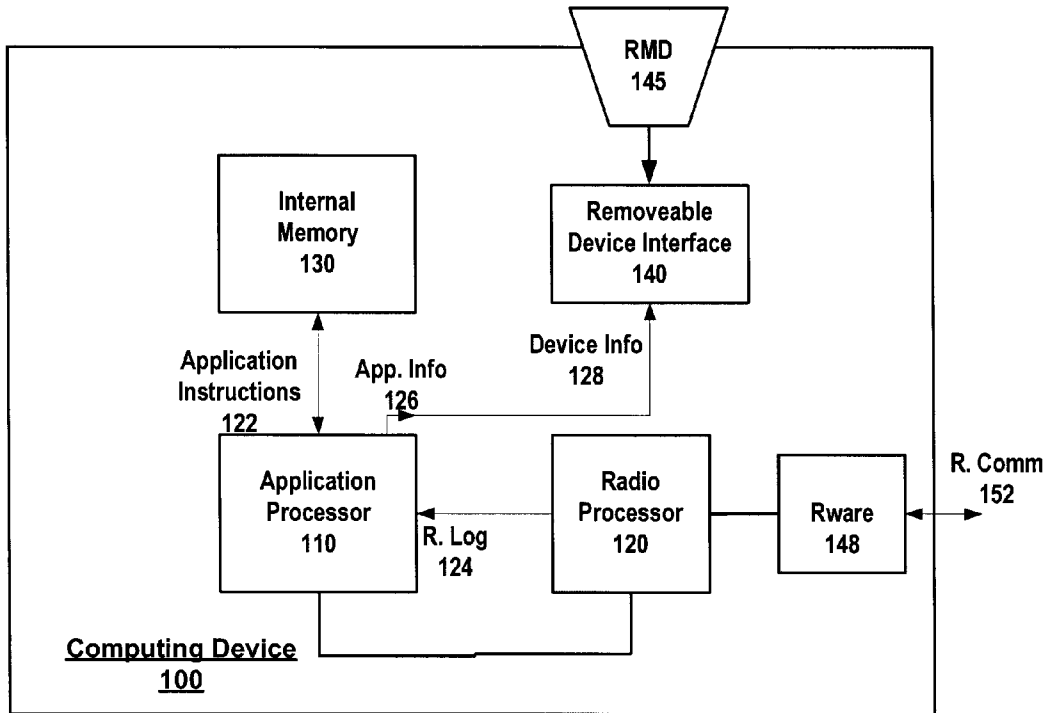 RMD
145
Internal
Memory
130
Removeable
Device Interface
140
Application
Instructions
122
App. Info
126
Device Info
128
Application
Processor
110
R. Log
124
Radio
Processor
120
Rware
148
R. Comm
152
Computing Device
100